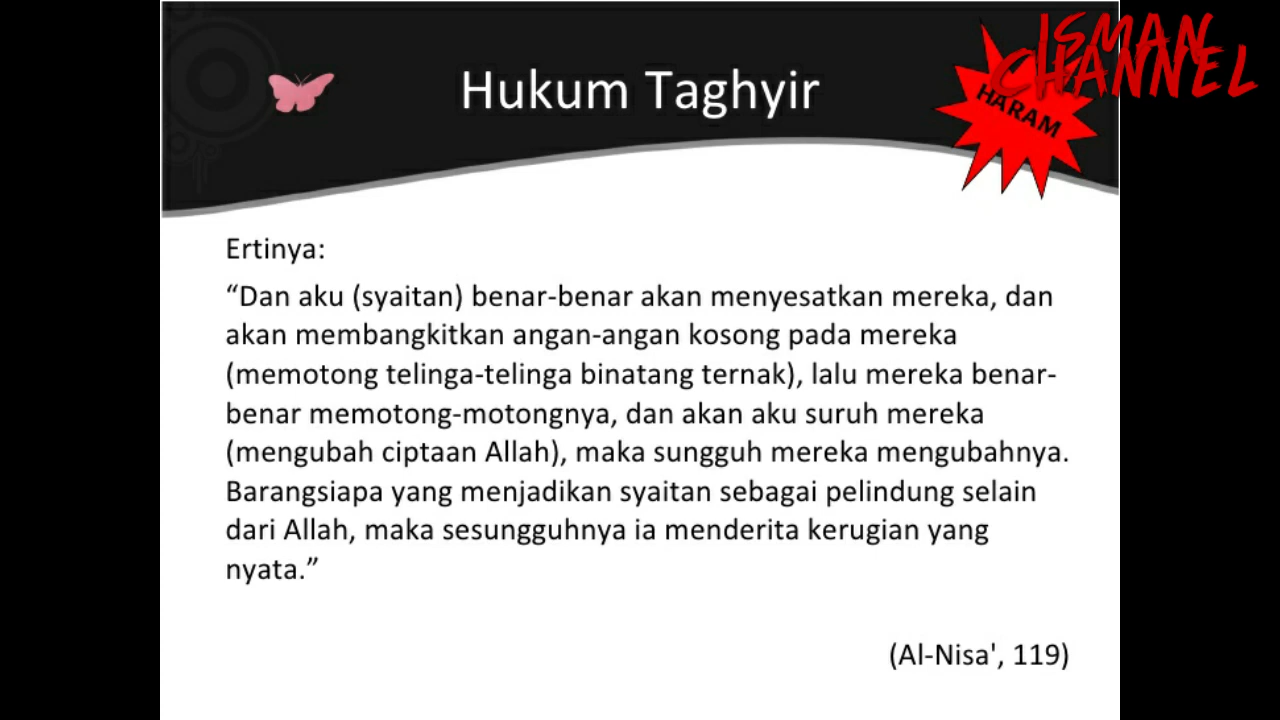 Hukum Taghyir
ISMAN
CHANNEL
HARAM
Ertinya:
“Dan aku (syaitan) benar-benar akan menyesatkan mereka, dan
akan membangkitkan angan-angan kosong pada mereka
(memotong telinga-telinga binatang ternak), lalu mereka benar-
benar memotong-motongnya, dan akan aku suruh mereka
(mengubah ciptaan Allah), maka sungguh mereka mengubahnya.
Barangsiapa yang menjadikan syaitan sebagai pelindung selain
dari Allah, maka sesungguhnya ia menderita kerugian yang
nyata.”
(Al-Nisa', 119)